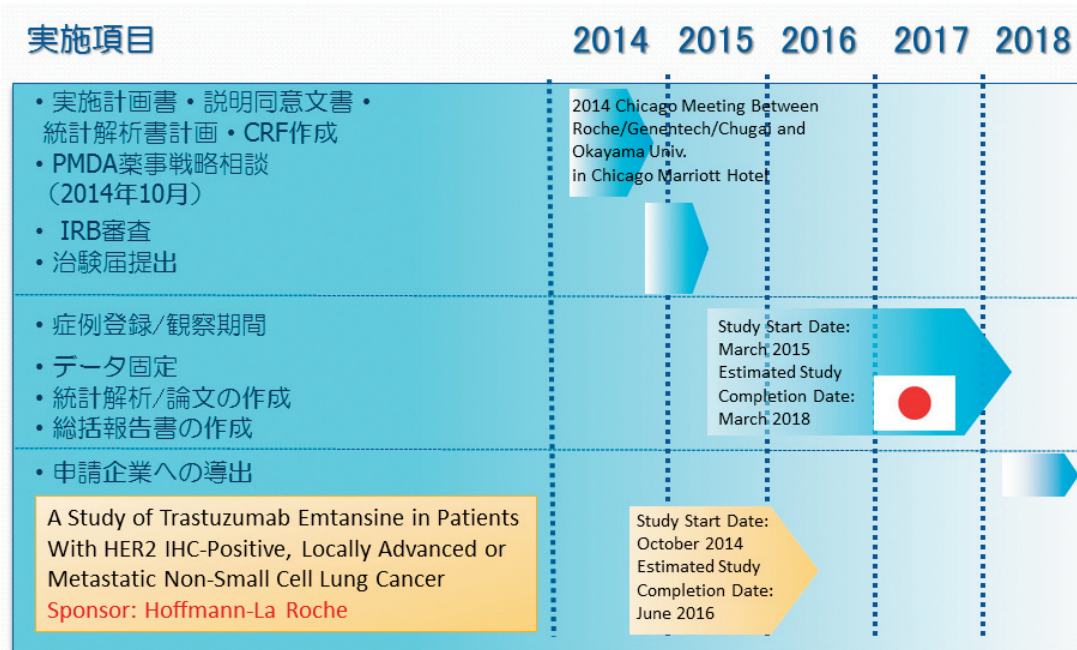 実施項目
2014 2015 2016 2017 2018
・実施計画書・説明同意文書・
統計解析書計画・CRF作成
・PMDA薬事戦略相談
（2014年10月）
・ IRB審査
・治験届提出
2014 Chicago Meeting Between
Roche/Genentech/Chugai and
Okayama Univ.
in Chicago Marriott Hotel
・症例登録/観察期間
・データ固定
・統計解析/論文の作成
・総括報告書の作成
Study Start Date:
March 2015
Estimated Study
Completion Date:
March 2018
・申請企業への導出
A Study of Trastuzumab Emtansine in Patients
With HER2 IHC-Positive, Locally Advanced or
Metastatic Non-Small Cell Lung Cancer
Sponsor: Hoffmann-La Roche
Study Start Date:
October 2014
Estimated Study
Completion Date:
June 2016